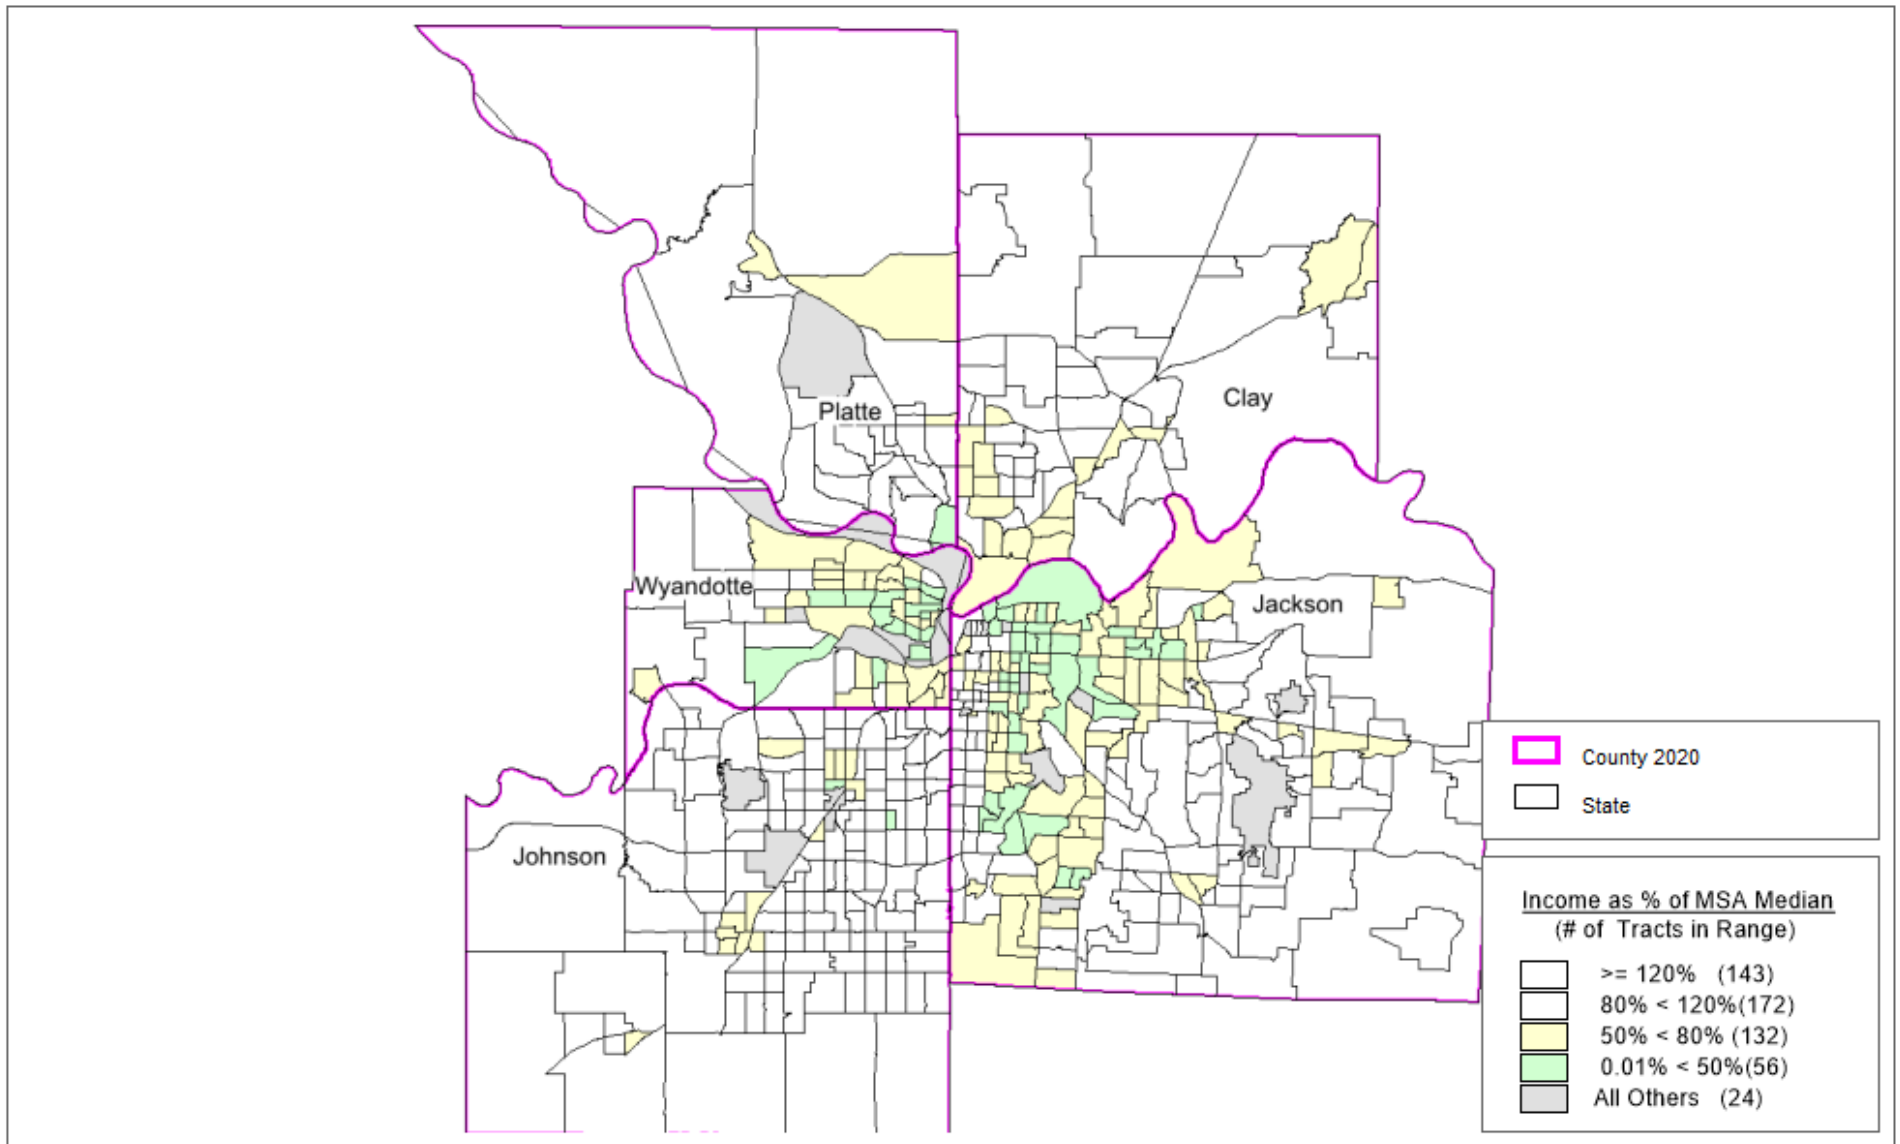 Platte
Clay
Wyandotte
Jackson
Johnson
County 2020
State
Income as % of MSA Median
(# of Tracts in Range)
>= 120% (143)
80% < 120%(172)
50% < 80% (132)
0.01% < 50%(56)
All Others (24)